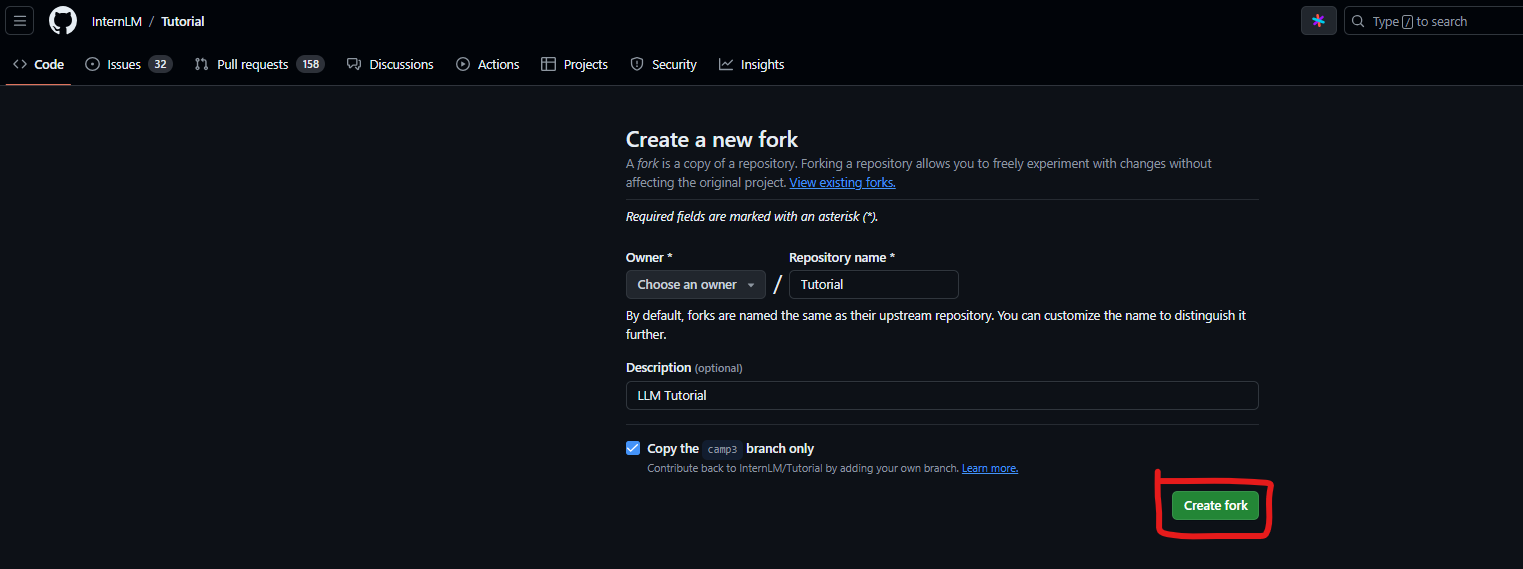 InternLM / Tutorial
Type / to search
Code Issues 32 Pull requests 158 Discussions Actions Projects Security Insights
Create a new fork
A fork is a copy of a repository. Forking a repository allows you to freely experiment with changes without
affecting the original project. View existing forks.
Required fields are marked with an asterisk (*).
Owner * Repository name *
Choose an owner / Tutorial
By default, forks are named the same as their upstream repository. You can customize the name to distinguish it
further.
Description (optional)
LLM Tutorial
Copy the camp3 branch only
Contribute back to InternLM/Tutorial by adding your own branch. Learn more.
Create fork